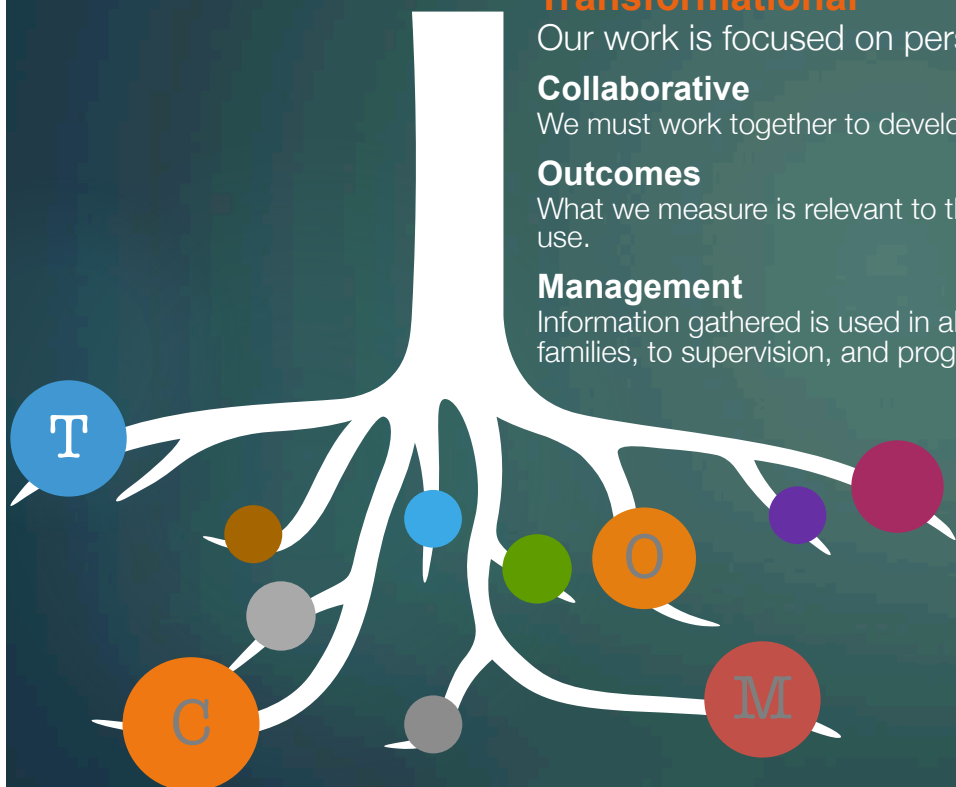 Transformational
Our work is focused on pers
Collaborative
We must work together to develo
Outcomes
What we measure is relevant to th
use.
Management
Information gathered is used in al
families, to supervision, and prog
T
O
C
M